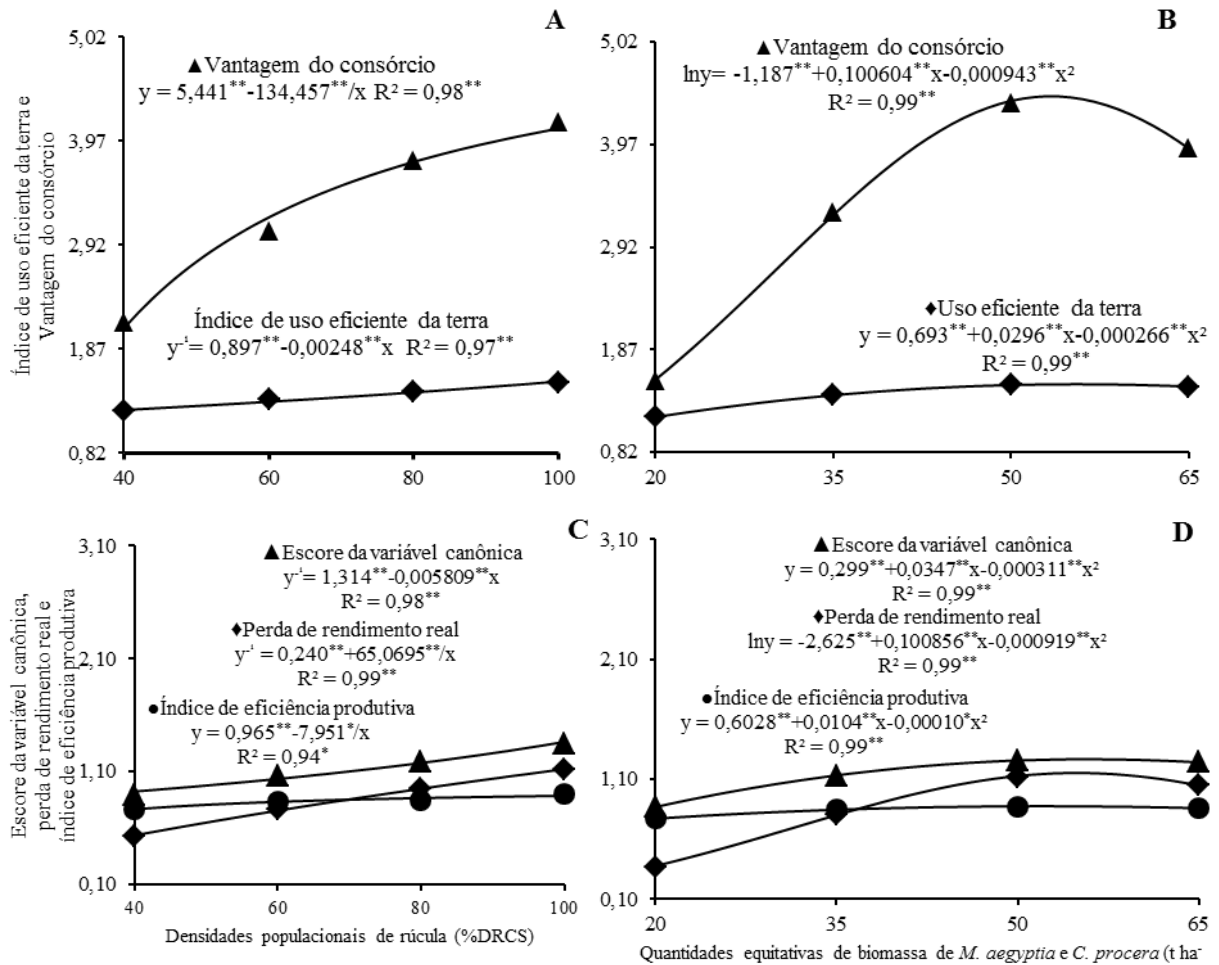 A
5,02
▲Vantagem do consórcio
y = 5,441**-134,457**/x R² = 0,98**
3,97
2,92
Índice de uso eficiente da terra
y⁻¹= 0,897**-0,00248**x R² = 0,97**
1,87
0,82
40
60
80
100
Índice de uso eficiente da terra e
Vantagem do consórcio
B
5,02
▲Vantagem do consórcio
lny= -1,187**+0,100604**x-0,000943**x²
R² = 0,99**
3,97
2,92
◆Uso eficiente da terra
y = 0,693**+0,0296**x-0,000266**x²
R² = 0,99**
1,87
0,82
20
35
50
65
C
3,10
▲Escore da variável canônica
y⁻¹= 1,314**-0,005809**x
R² = 0,98**
◆Perda de rendimento real
y⁻¹ = 0,240**+65,0695**/x
R² = 0,99**
2,10
●Índice de eficiência produtiva
y = 0,965**-7,951*/x
R² = 0,94*
1,10
0,10
40
60
80
100
Escore da variável canônica,
perda de rendimento real e
índice de eficiência produtiva
Densidades populacionais de rúcula (%DRCS)
D
3,10
▲Escore da variável canônica
y = 0,299**+0,0347**x-0,000311**x²
R² = 0,99**
◆Perda de rendimento real
lny = -2,625**+0,100856**x-0,000919**x²
R² = 0,99**
2,10
●Índice de eficiência produtiva
y = 0,6028**+0,0104**x-0,00010*x²
R² = 0,99**
1,10
0,10
20
35
50
65
Quantidades equitativas de biomassa de M. aegyptia e C. procera (t ha⁻